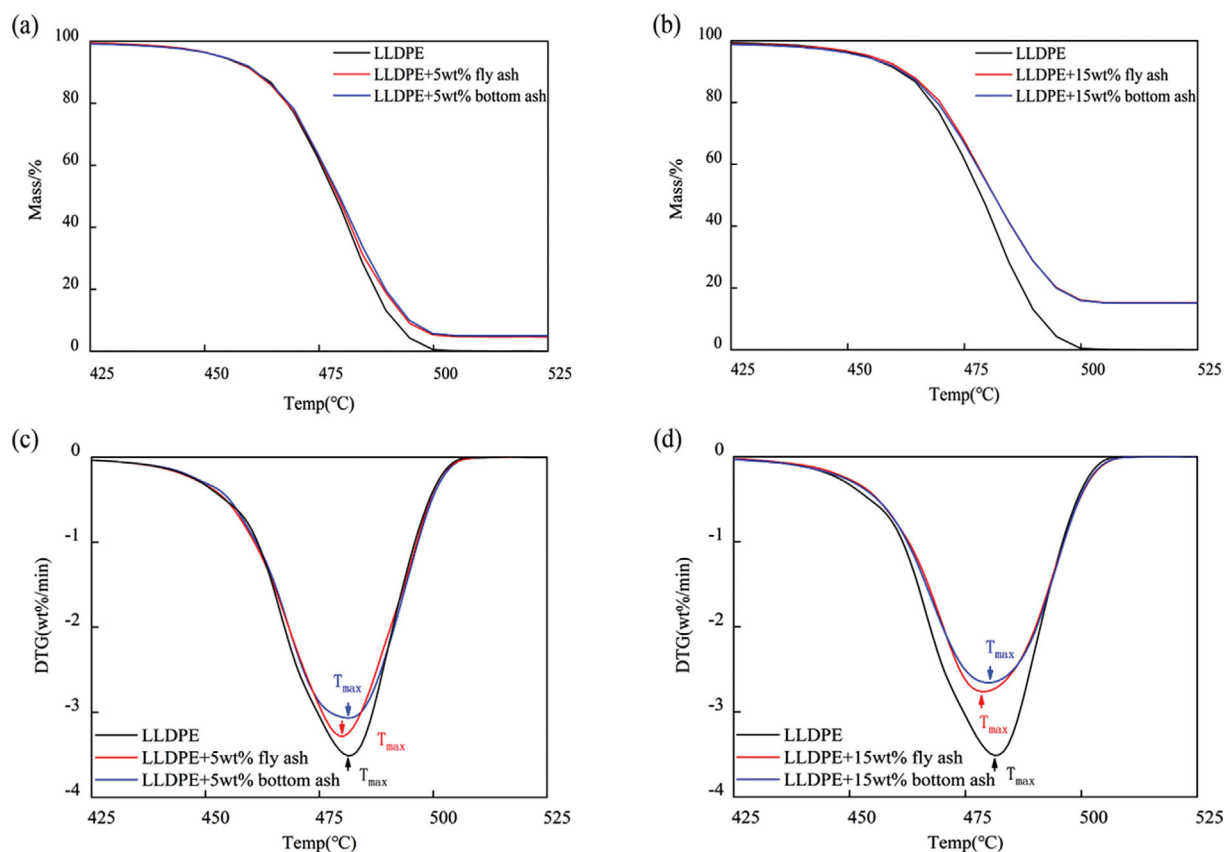 (a)
100
80
60
40
20
0
Mass/%
LLDPE
LLDPE+5wt% fly ash
LLDPE+5wt% bottom ash
425 450 475 500 525
Temp(℃)
(b)
100
80
60
40
20
0
Mass/%
LLDPE
LLDPE+15wt% fly ash
LLDPE+15wt% bottom ash
425 450 475 500 525
Temp(℃)
(c)
0
-1
-2
-3
-4
DTG(wt%/min)
Tmax
Tmax
Tmax
LLDPE
LLDPE+5wt% fly ash
LLDPE+5wt% bottom ash
425 450 475 500 525
Temp(℃)
(d)
0
-1
-2
-3
-4
DTG(wt%/min)
Tmax
Tmax
Tmax
LLDPE
LLDPE+15wt% fly ash
LLDPE+15wt% bottom ash
425 450 475 500 525
Temp(℃)